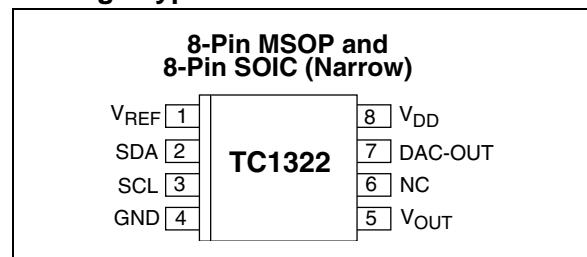 8-Pin MSOP and
8-Pin SOIC (Narrow)
VREF 1 8 VDD
SDA 2 TC1322 7 DAC-OUT
SCL 3 6 NC
GND 4 5 VOUT